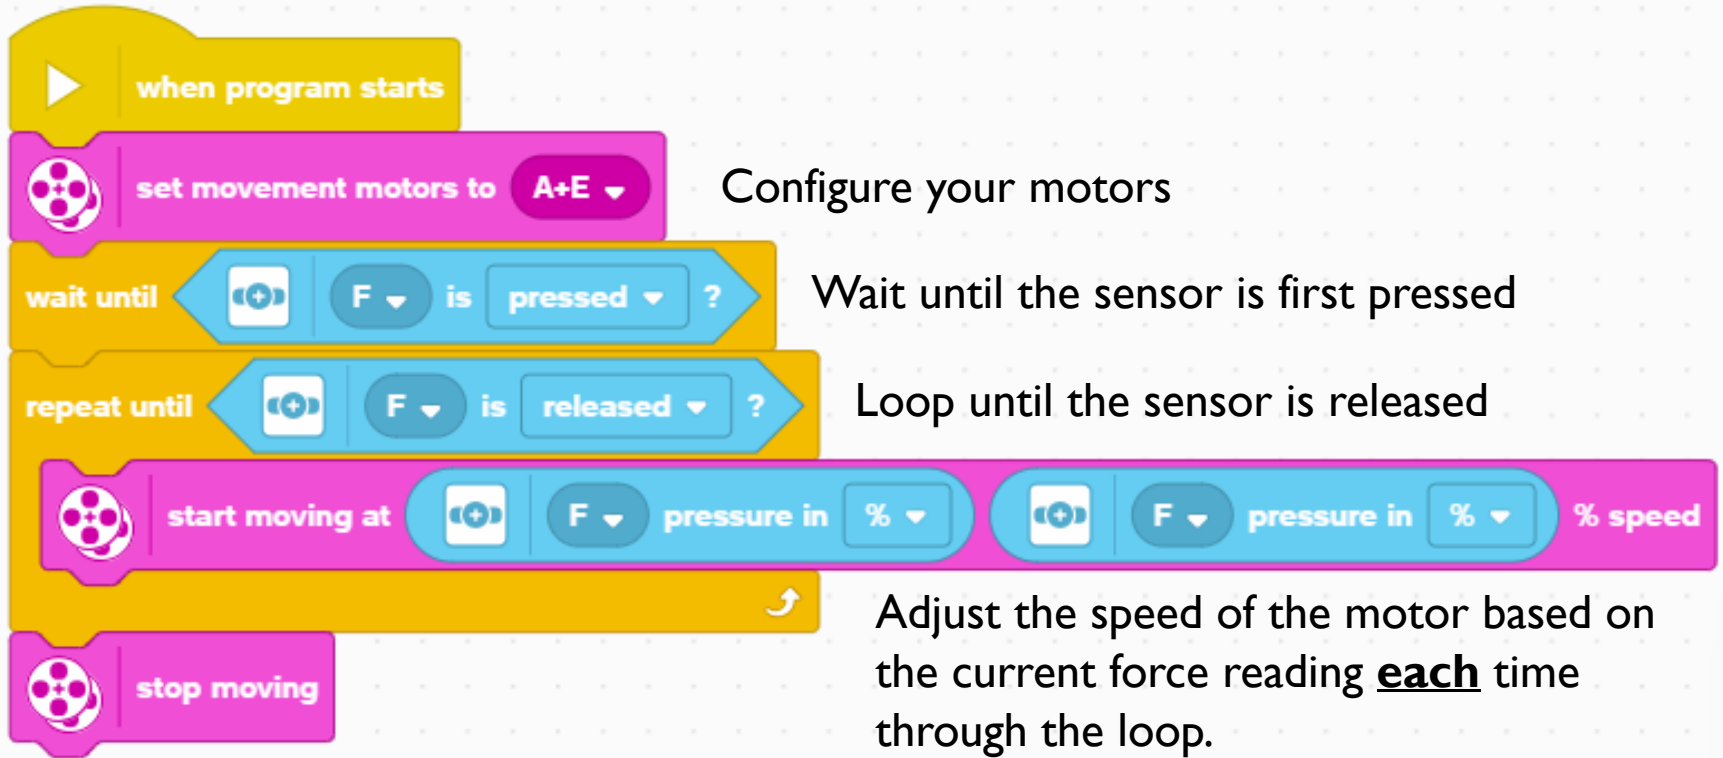 when program starts
set movement motors to A+E
Configure your motors
wait until F is pressed ?
Wait until the sensor is first pressed
repeat until F is released ?
Loop until the sensor is released
start moving at F pressure in % F pressure in % % speed
Adjust the speed of the motor based on
the current force reading each time
through the loop.
stop moving